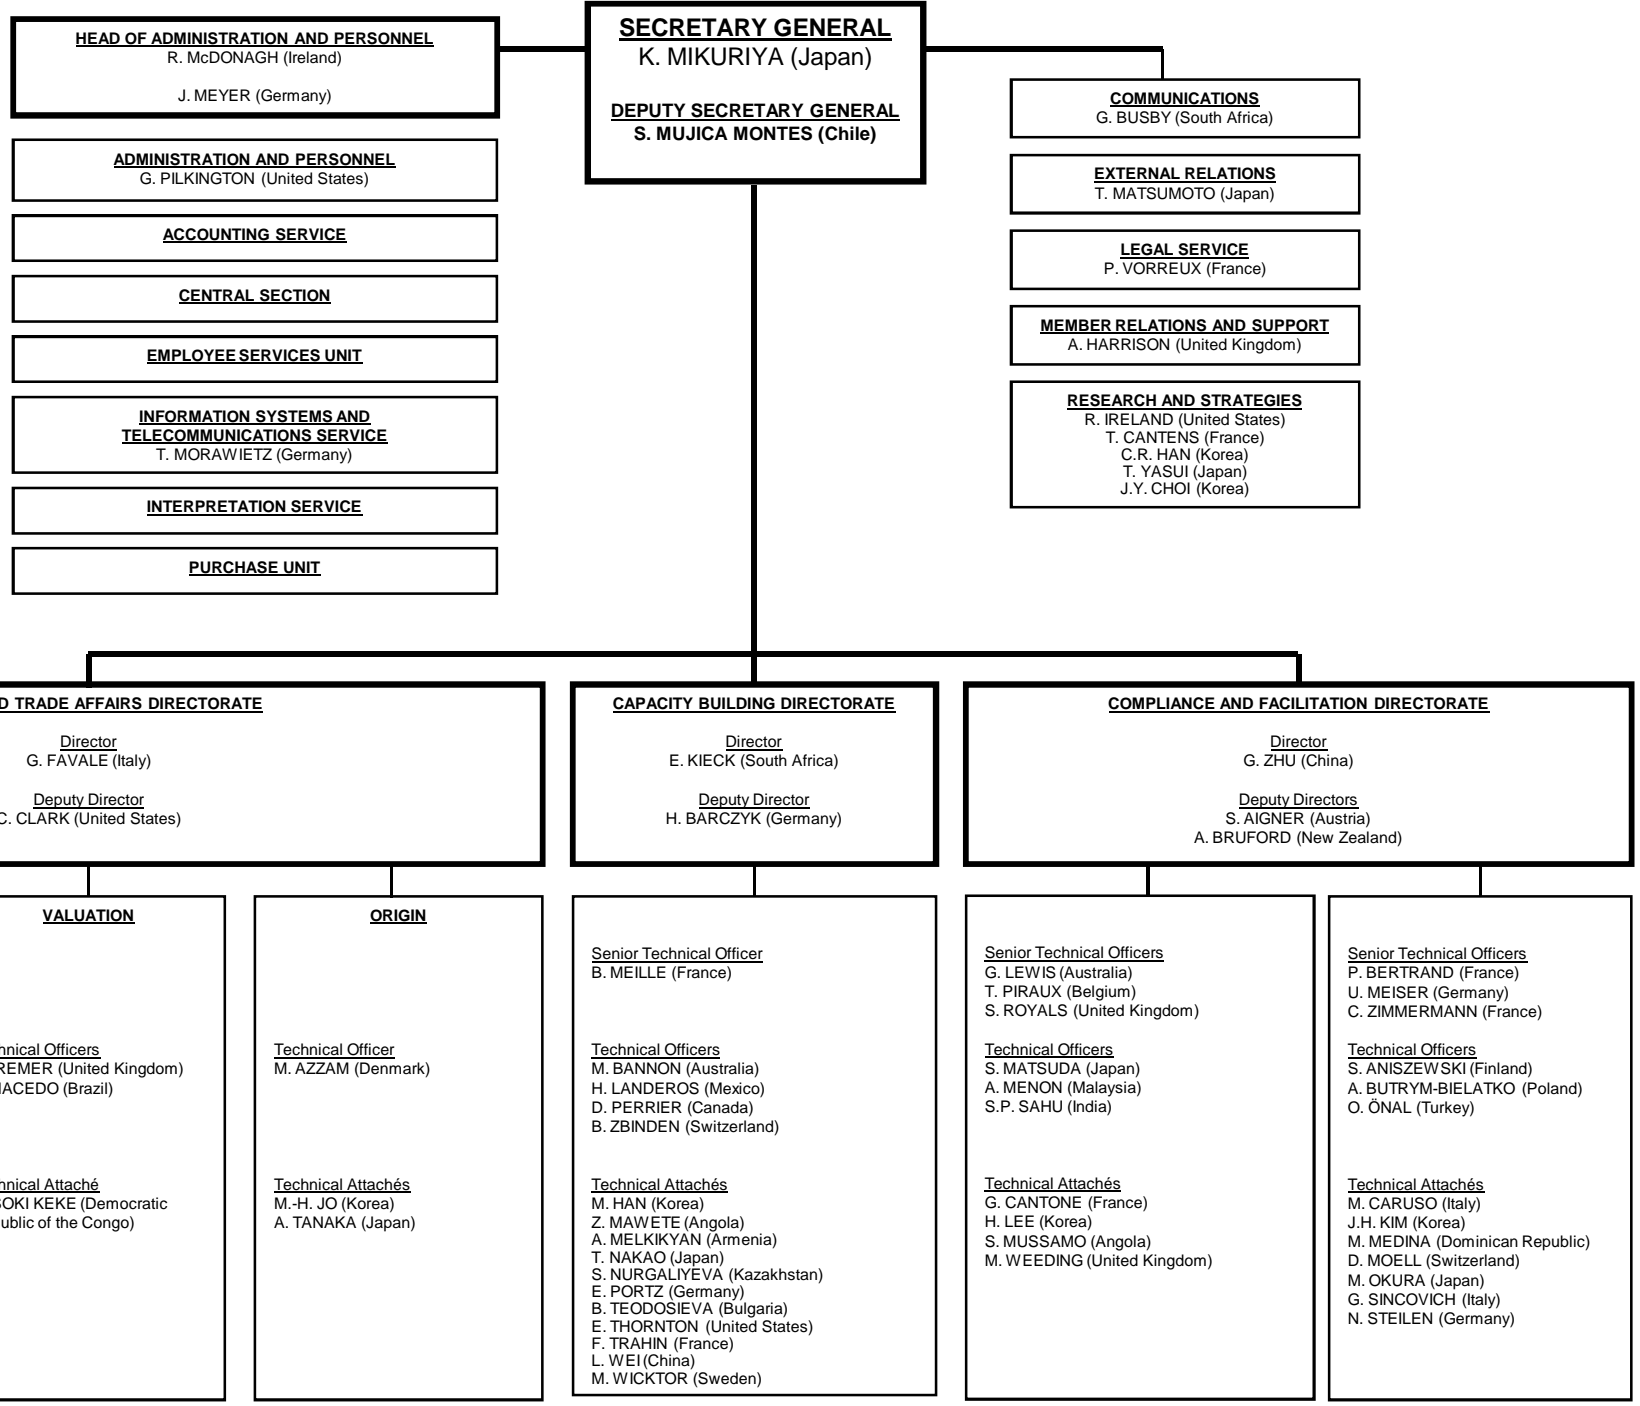 HEAD OF ADMINISTRATION AND PERSONNEL
R. McDONAGH (Ireland)
J. MEYER (Germany)
ADMINISTRATION AND PERSONNEL
G. PILKINGTON (United States)
ACCOUNTING SERVICE
CENTRAL SECTION
EMPLOYEE SERVICES UNIT
INFORMATION SYSTEMS AND
TELECOMMUNICATIONS SERVICE
T. MORAWIETZ (Germany)
INTERPRETATION SERVICE
PURCHASE UNIT
SECRETARY GENERAL
K. MIKURIYA (Japan)
DEPUTY SECRETARY GENERAL
S. MUJICA MONTES (Chile)
COMMUNICATIONS
G. BUSBY (South Africa)
EXTERNAL RELATIONS
T. MATSUMOTO (Japan)
LEGAL SERVICE
P. VORREUX (France)
MEMBER RELATIONS AND SUPPORT
A. HARRISON (United Kingdom)
RESEARCH AND STRATEGIES
R. IRELAND (United States)
T. CANTENS (France)
C.R. HAN (Korea)
T. YASUI (Japan)
J.Y. CHOI (Korea)
TRADE AFFAIRS DIRECTORATE
Director
G. FAVALE (Italy)
Deputy Director
C. CLARK (United States)
CAPACITY BUILDING DIRECTORATE
Director
E. KIECK (South Africa)
Deputy Director
H. BARCZYK (Germany)
COMPLIANCE AND FACILITATION DIRECTORATE
Director
G. ZHU (China)
Deputy Directors
S. AIGNER (Austria)
A. BRUFORD (New Zealand)
VALUATION
Officers
(United Kingdom)
(Brazil)
Attaché
KEKE (Democratic
of the Congo)
ORIGIN
Technical Officer
M. AZZAM (Denmark)
Technical Attachés
M.-H. JO (Korea)
A. TANAKA (Japan)
Senior Technical Officer
B. MEILLE (France)
Technical Officers
M. BANNON (Australia)
H. LANDEROS (Mexico)
D. PERRIER (Canada)
B. ZBINDEN (Switzerland)
Technical Attachés
M. HAN (Korea)
Z. MAWETE (Angola)
A. MELKIKYAN (Armenia)
T. NAKAO (Japan)
S. NURGALIYEVA (Kazakhstan)
E. PORTZ (Germany)
B. TEODOSIEVA (Bulgaria)
E. THORNTON (United States)
F. TRAHIN (France)
L. WEI (China)
M. WICKTOR (Sweden)
Senior Technical Officers
G. LEWIS (Australia)
T. PIRAUX (Belgium)
S. ROYALS (United Kingdom)
Technical Officers
S. MATSUDA (Japan)
A. MENON (Malaysia)
S.P. SAHU (India)
Technical Attachés
G. CANTONE (France)
H. LEE (Korea)
S. MUSSAMO (Angola)
M. WEEDING (United Kingdom)
Senior Technical Officers
P. BERTRAND (France)
U. MEISER (Germany)
C. ZIMMERMANN (France)
Technical Officers
S. ANISZEWSKI (Finland)
A. BUTRYM-BIELATKO (Poland)
O. ÖNAL (Turkey)
Technical Attachés
M. CARUSO (Italy)
J.H. KIM (Korea)
M. MEDINA (Dominican Republic)
D. MOELL (Switzerland)
M. OKURA (Japan)
G. SINCOVICH (Italy)
N. STEILEN (Germany)